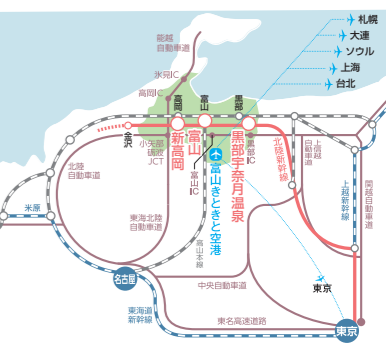 札幌
大連
ソウル
上海
台北
能越
自動車道
氷見IC
高岡IC
高岡
富山
黒部
金沢
小矢部
砺波
JCT
新高岡
富山
富山IC
富山きときと空港
黒部宇奈月温泉
黒部IC
北陸新幹線
上信越
自動車道
上越新幹線
関越自動車道
北陸
自動車道
米原
東海北陸
自動車道
高山本線
名古屋
中央自動車道
東京
東海道
新幹線
東名高速道路
東京